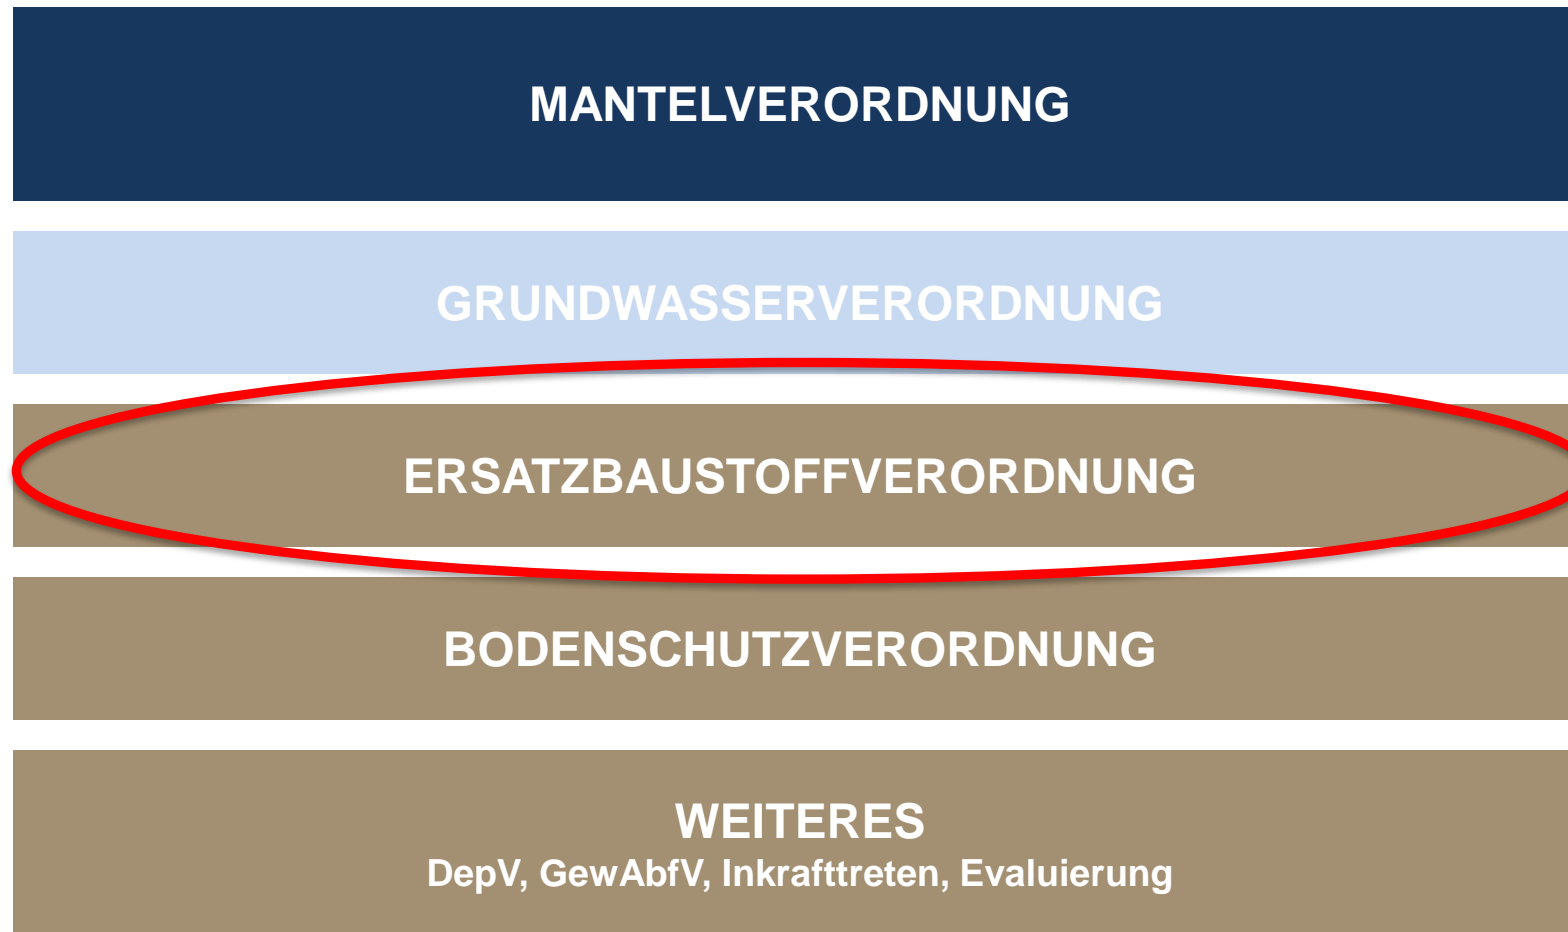 MANTELVERORDNUNG
GRUNDWASSERVERORDNUNG
ERSATZBAUSTOFFVERORDNUNG
BODENSCHUTZVERORDNUNG
WEITERES
DepV, GewAbfV, Inkrafttreten, Evaluierung